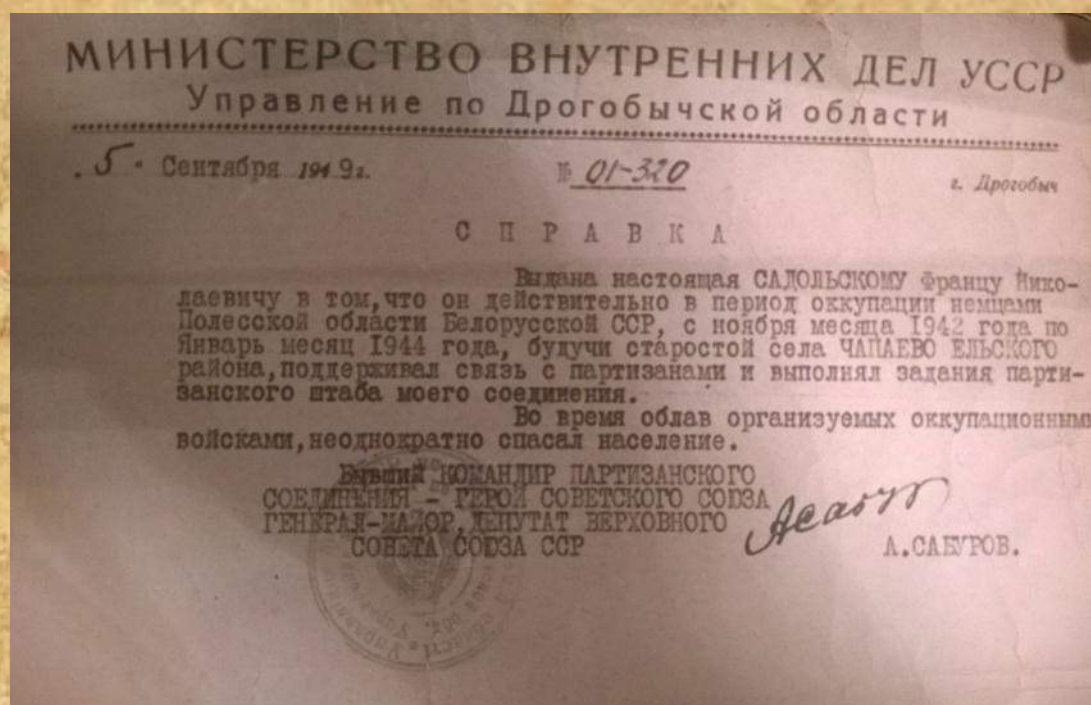 МИНИСТЕРСТВО ВНУТРЕННИХ ДЕЛ УССР
Управление по Дрогобычской области
„5" Сентября 1949г. № 01-320 г. Дрогобыч
СПРАВКА
Выдана настоящая САДОЛЬСКОМУ Францу Нико-
лаевичу в том,что он действительно в период оккупации немцами
Полесской области Белорусской ССР, с ноября месяца 1942 года по
Январь месяц 1944 года, будучи старостой села ЧАПАЕВО ЕЛЬСКОГО
района,поддерживал связь с партизанами и выполнял задания парти-
занского штаба моего соединения.
Во время облав организуемых оккупационными
войсками,неоднократно спасал население.
Бывший КОМАНДИР ПАРТИЗАНСКОГО
СОЕДИНЕНИЯ – ГЕРОЙ СОВЕТСКОГО СОЮЗА
ГЕНЕРАЛ-МАЙОР,ДЕПУТАТ ВЕРХОВНОГО
СОВЕТА СОЮЗА ССР А.САБУРОВ.